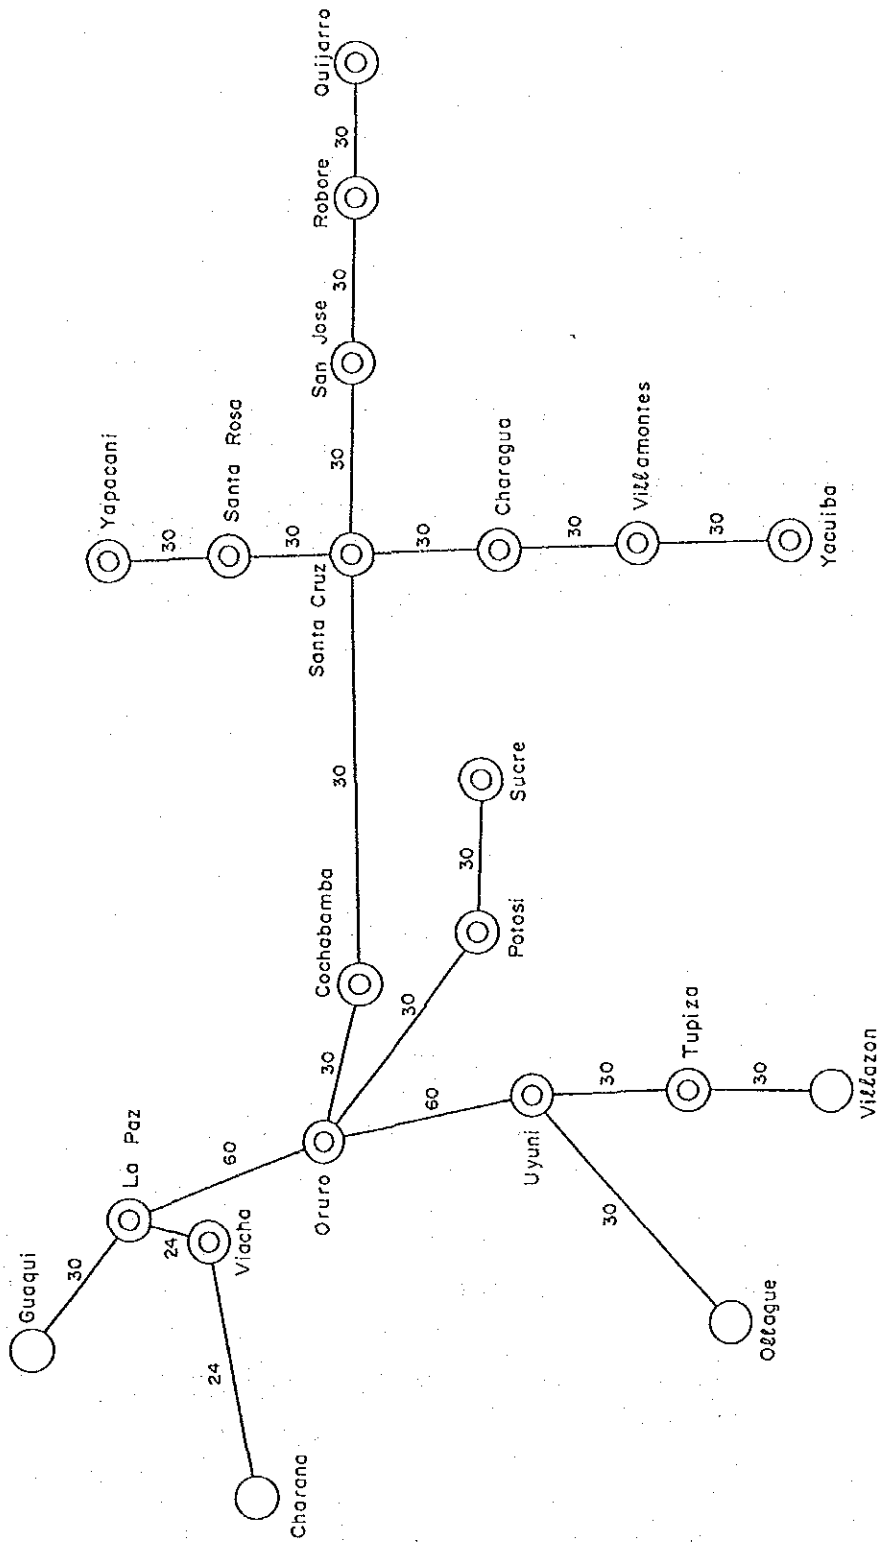 Guaqui
30
La Paz
24
Viacha
24
Charana
60
Oruro
30
Cochabamba
30
Santa Cruz
30
Santa Rosa
30
Yapacani
30
San Jose
30
Robore
30
Quijarro
30
Charagua
30
Villamontes
30
Yacuiba
30
Potosi
30
Sucre
60
Uyuni
30
Tupiza
30
Villazon
30
Ollague